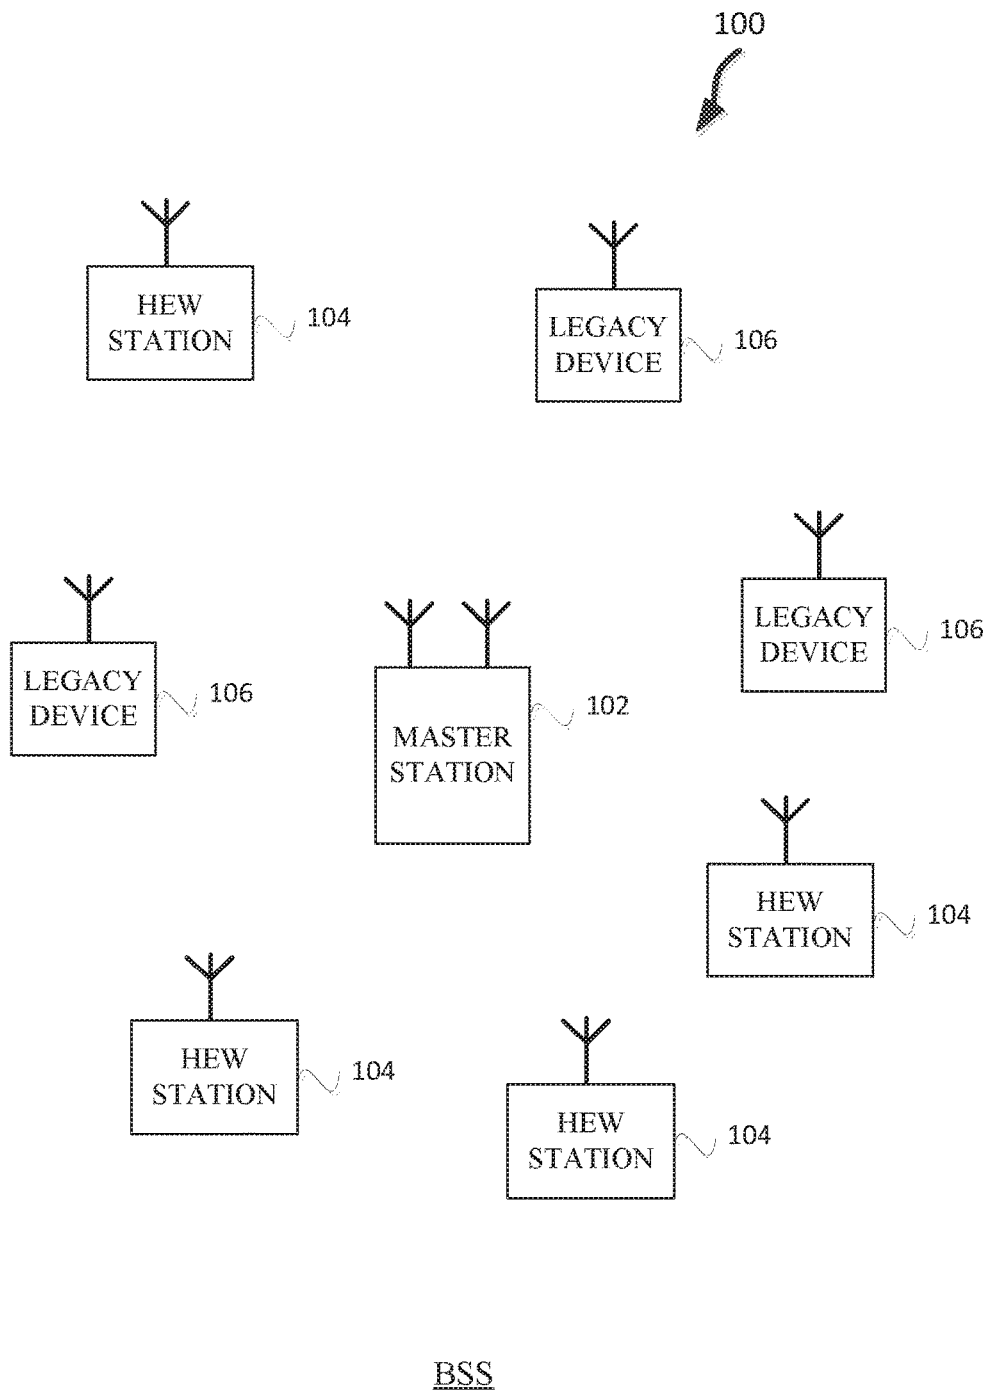 100
HEW
STATION
104
LEGACY
DEVICE
106
LEGACY
DEVICE
106
LEGACY
DEVICE
106
MASTER
STATION
102
HEW
STATION
104
HEW
STATION
104
HEW
STATION
104
BSS